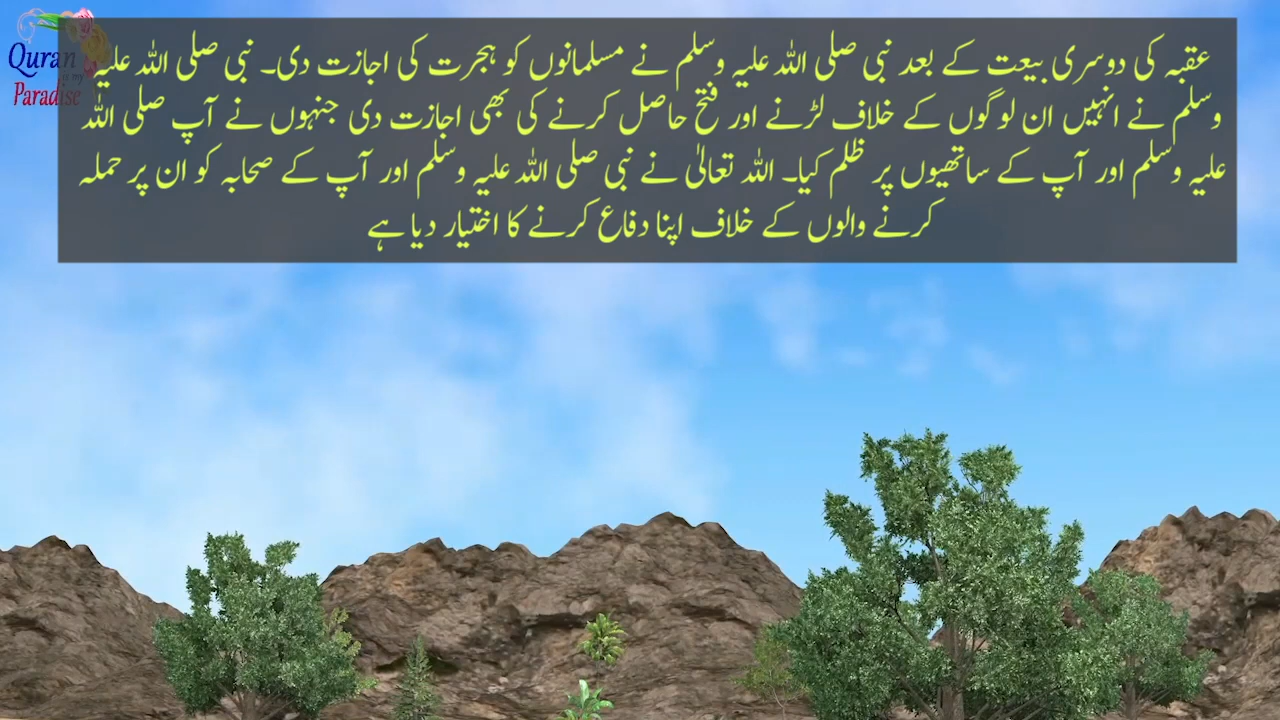 Quran
is my
Paradise
عقبہ کی دوسری بیعت کے بعد نبی صلی اللہ علیہ وسلم نے مسلمانوں کو ہجرت کی اجازت دی۔ نبی صلی اللہ علیہ
وسلم نے انہیں ان لوگوں کے خلاف لڑنے اور فتح حاصل کرنے کی بھی اجازت دی جنہوں نے آپ صلی اللہ
علیہ وسلم اور آپ کے ساتھیوں پر ظلم کیا۔ اللہ تعالیٰ نے نبی صلی اللہ علیہ وسلم اور آپ کے صحابہ کو ان پر حملہ
کرنے والوں کے خلاف اپنا دفاع کرنے کا اختیار دیا ہے